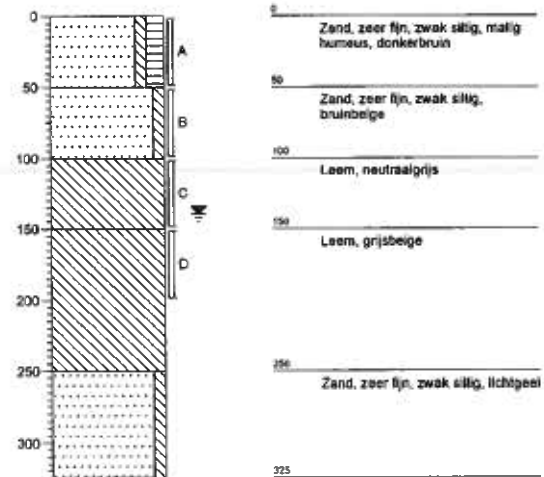 0
50
100
150
200
250
300
A
B
C
D
0
Zand, zeer fijn, zwak siltig, matig
humeus, donkerbruin
50
Zand, zeer fijn, zwak siltig,
bruinbeige
100
Leem, neutraalgrijs
150
Leem, grijsbeige
250
Zand, zeer fijn, zwak siltig, lichtgeel
325